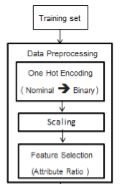 Training set
Data Preprocessing
One Hot Encoding
( Nominal ➔ Binary)
Scaling
Feature Selection
(Attribute Ratio )